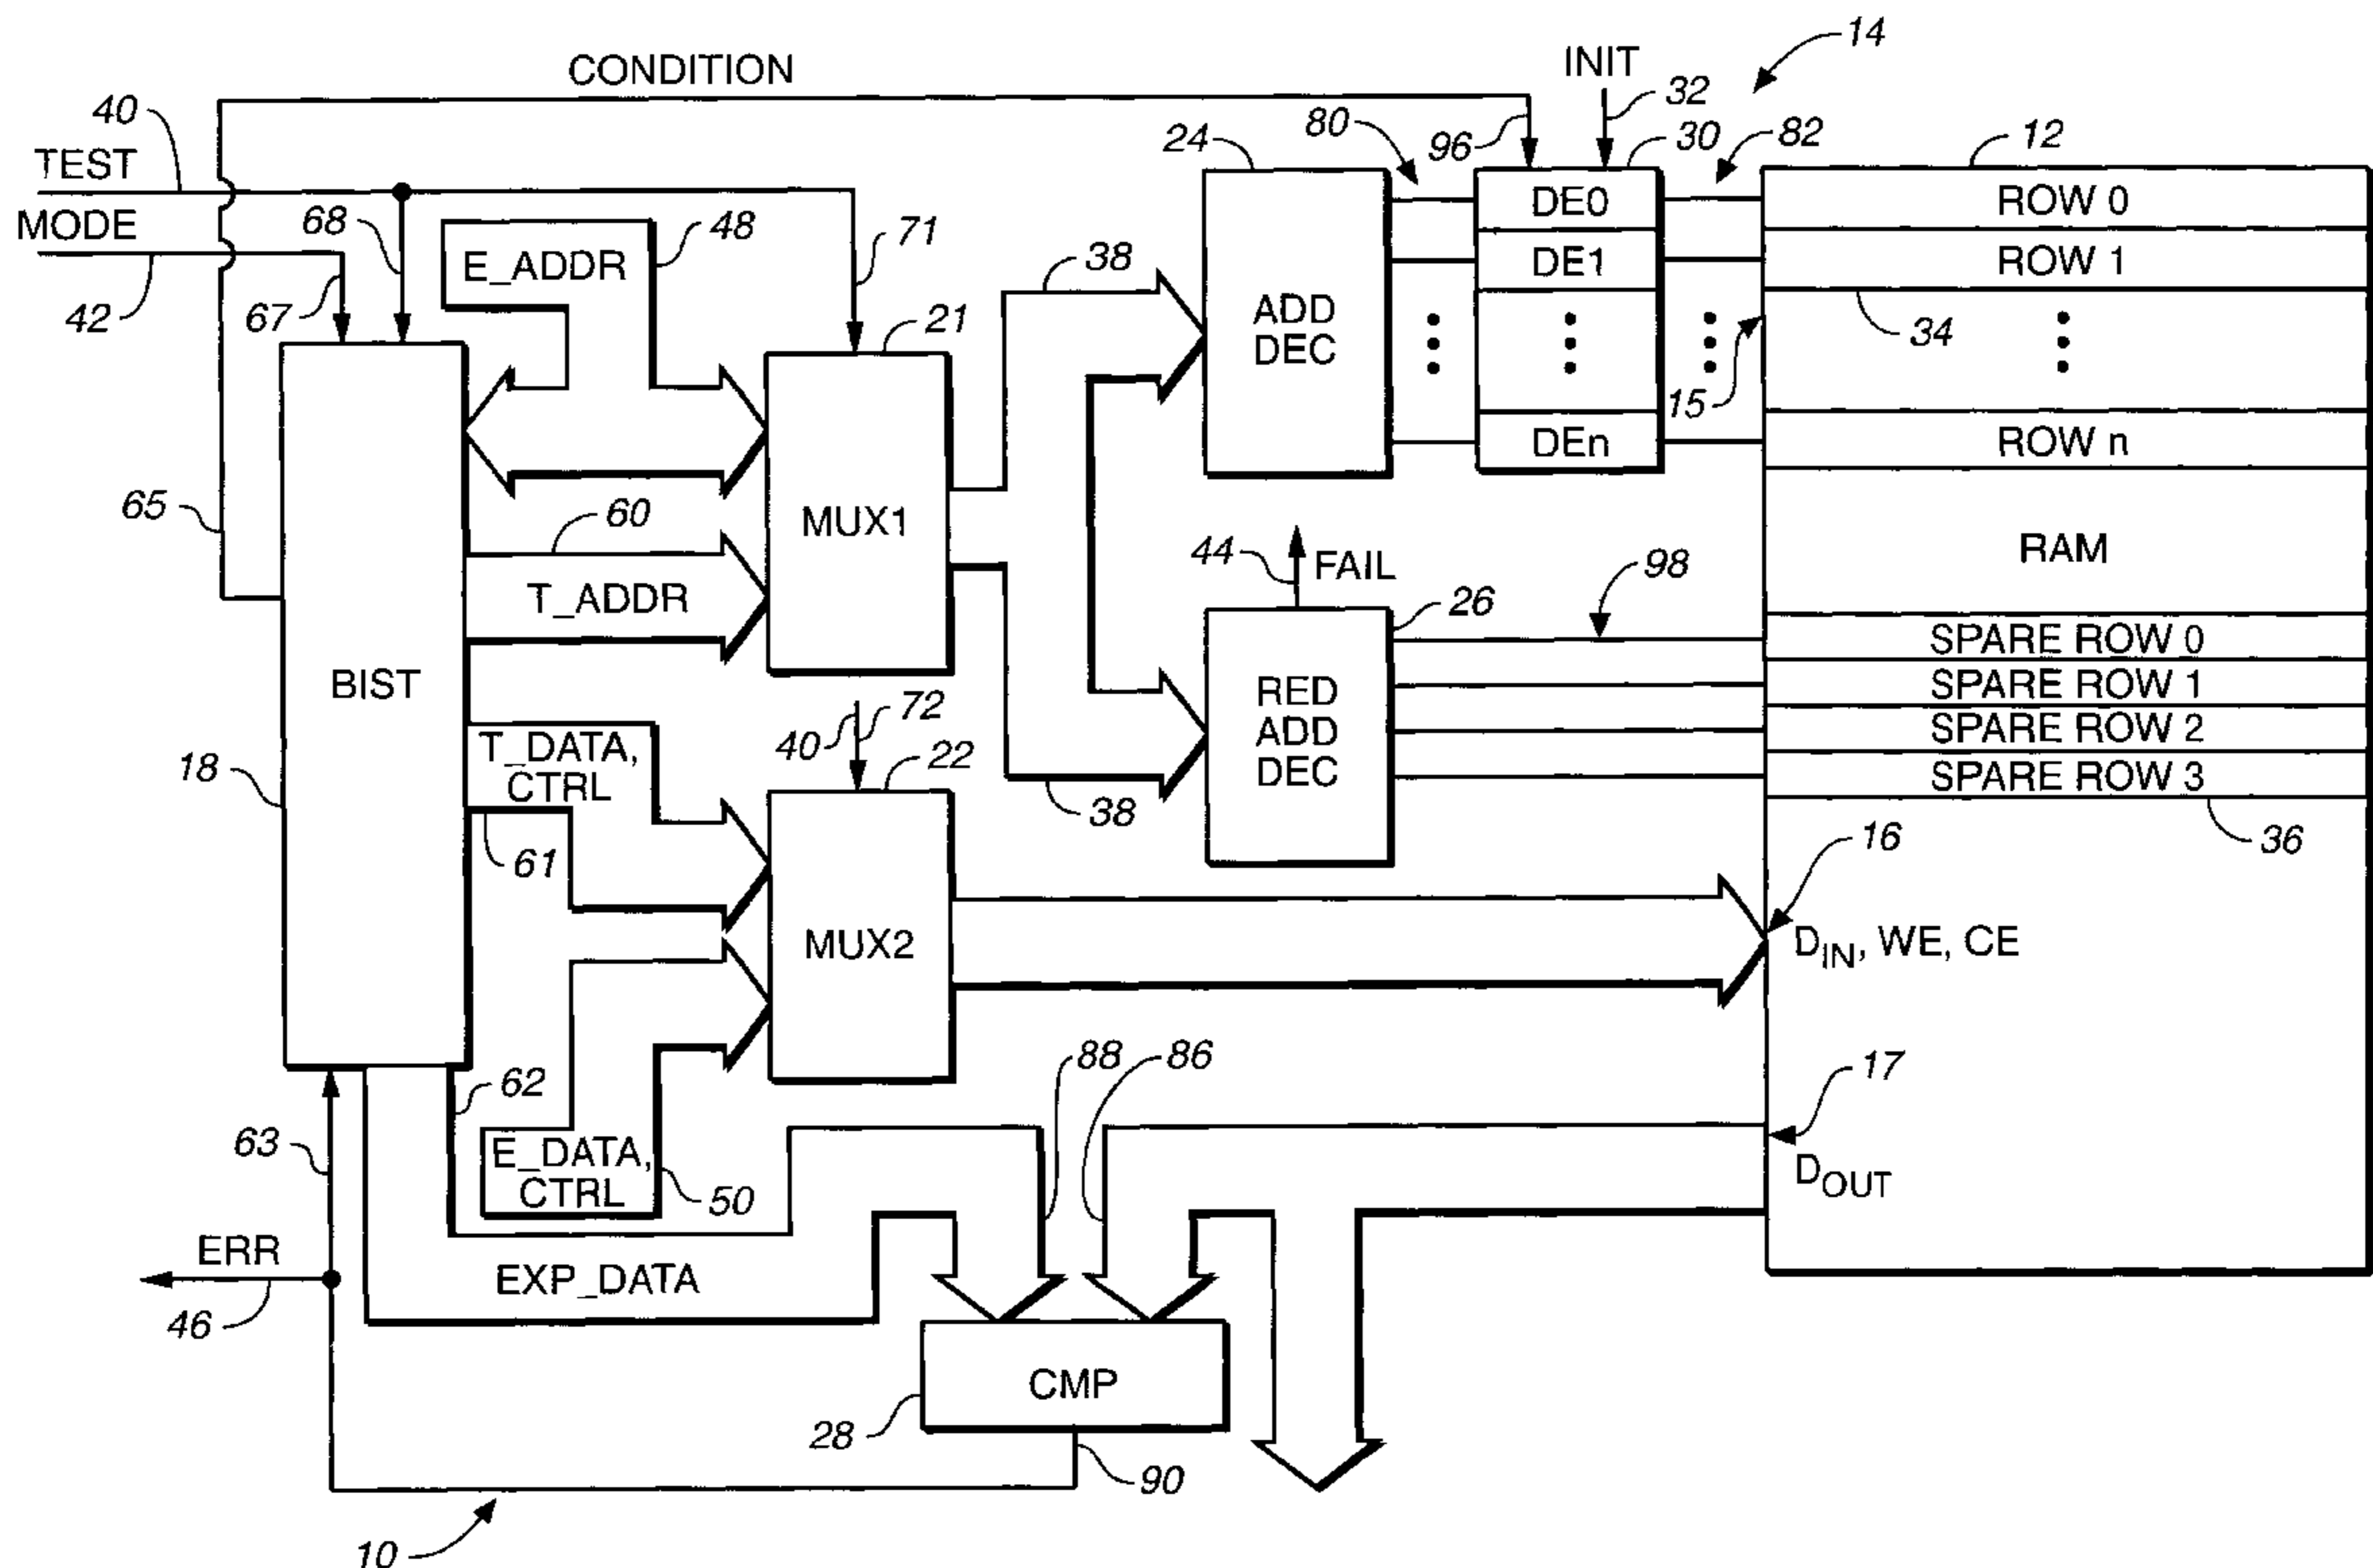 CONDITION
INIT
14
40
32
80
96
24
30
82
12
TEST
MODE
68
48
71
DE0
ROW 0
E_ADDR
38
DE1
ROW 1
42
67
21
ADD
DEC
34
15
DEn
ROW n
65
60
MUX1
44
FAIL
98
RAM
T_ADDR
26
SPARE ROW 0
BIST
RED
ADD
DEC
SPARE ROW 1
72
40
SPARE ROW 2
T_DATA,
CTRL
22
18
SPARE ROW 3
38
61
16
36
MUX2
DIN, WE, CE
62
88
86
17
63
E_DATA,
CTRL
50
DOUT
ERR
EXP_DATA
46
CMP
28
90
10